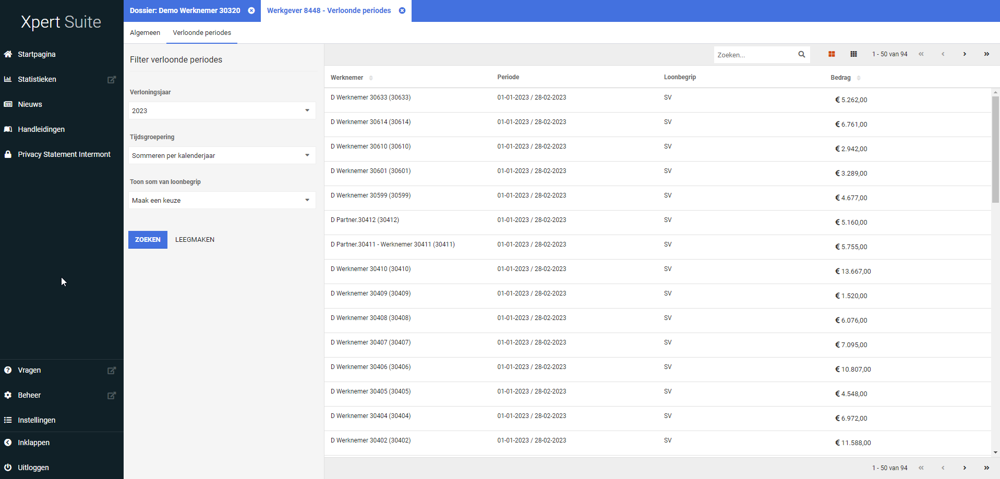 Xpert Suite
Startpagina
Statistieken
Nieuws
Handleidingen
Privacy Statement Intermont
Vragen
Beheer
Instellingen
Inklappen
Uitloggen
Dossier: Demo Werknemer 30320
Werkgever 8448 - Verloonde periodes
Algemeen Verloonde periodes
Filter verloonde periodes
Verloningsjaar
2023
Tijdsgroepering
Sommeren per kalenderjaar
Toon som van loonbegrip
Maak een keuze
ZOEKEN LEEGMAKEN
Zoeken... 1 - 50 van 94
Werknemer Periode Loonbegrip Bedrag
D Werknemer 30633 (30633) 01-01-2023 / 28-02-2023 SV € 5.262,00
D Werknemer 30614 (30614) 01-01-2023 / 28-02-2023 SV € 6.761,00
D Werknemer 30610 (30610) 01-01-2023 / 28-02-2023 SV € 2.942,00
D Werknemer 30601 (30601) 01-01-2023 / 28-02-2023 SV € 3.289,00
D Werknemer 30599 (30599) 01-01-2023 / 28-02-2023 SV € 4.677,00
D Partner.30412 (30412) 01-01-2023 / 28-02-2023 SV € 5.160,00
D Partner.30411 - Werknemer 30411 (30411) 01-01-2023 / 28-02-2023 SV € 5.755,00
D Werknemer 30410 (30410) 01-01-2023 / 28-02-2023 SV € 13.667,00
D Werknemer 30409 (30409) 01-01-2023 / 28-02-2023 SV € 1.520,00
D Werknemer 30408 (30408) 01-01-2023 / 28-02-2023 SV € 6.076,00
D Werknemer 30407 (30407) 01-01-2023 / 28-02-2023 SV € 7.095,00
D Werknemer 30406 (30406) 01-01-2023 / 28-02-2023 SV € 10.807,00
D Werknemer 30405 (30405) 01-01-2023 / 28-02-2023 SV € 4.548,00
D Werknemer 30404 (30404) 01-01-2023 / 28-02-2023 SV € 6.972,00
D Werknemer 30402 (30402) 01-01-2023 / 28-02-2023 SV € 11.588,00
1 - 50 van 94